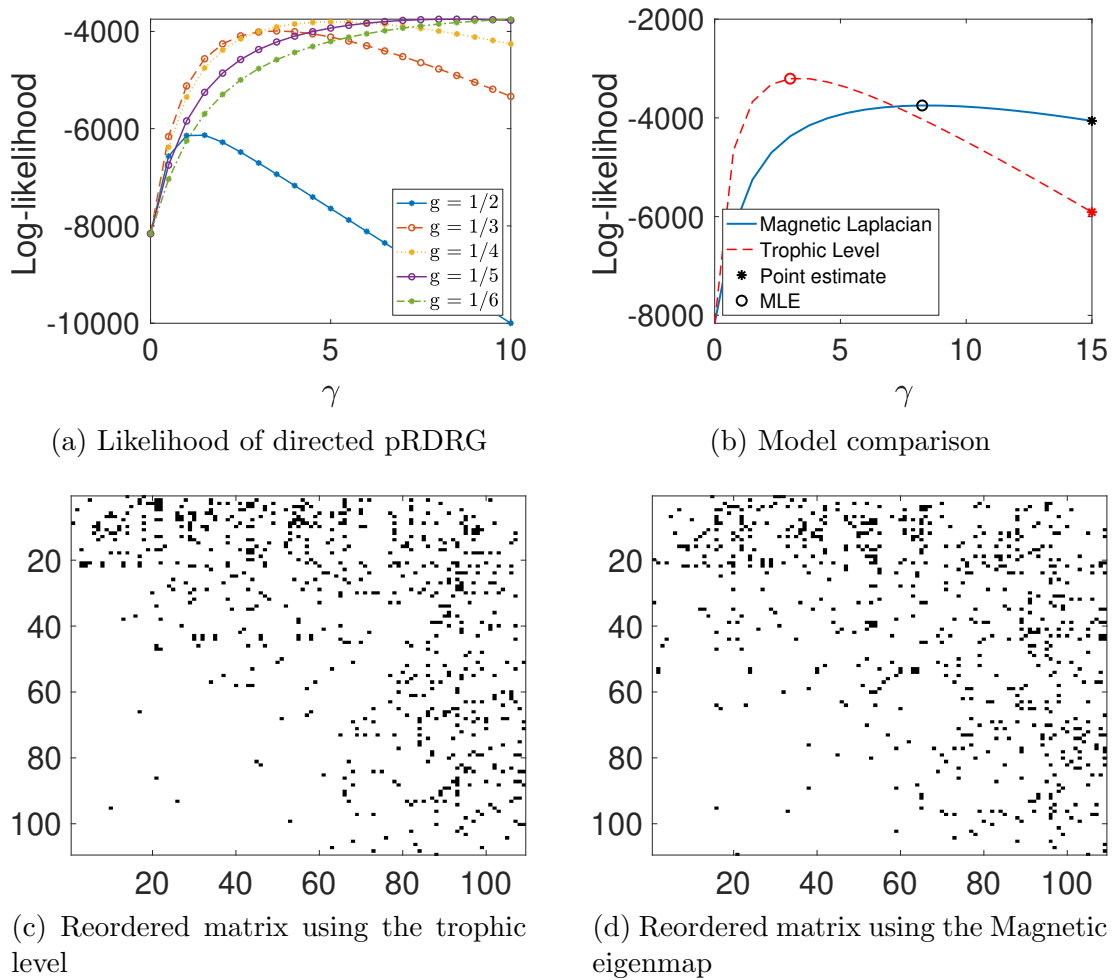 -4000
-6000
-8000
-10000
Log-likelihood
0
5
10
γ
g = 1/2
g = 1/3
g = 1/4
g = 1/5
g = 1/6
(a) Likelihood of directed pRDRG
-2000
-4000
-6000
-8000
Log-likelihood
0
5
10
15
γ
Magnetic Laplacian
Trophic Level
Point estimate
MLE
(b) Model comparison
20
40
60
80
100
20
40
60
80
100
(c) Reordered matrix using the trophic
level
20
40
60
80
100
20
40
60
80
100
(d) Reordered matrix using the Magnetic
eigenmap